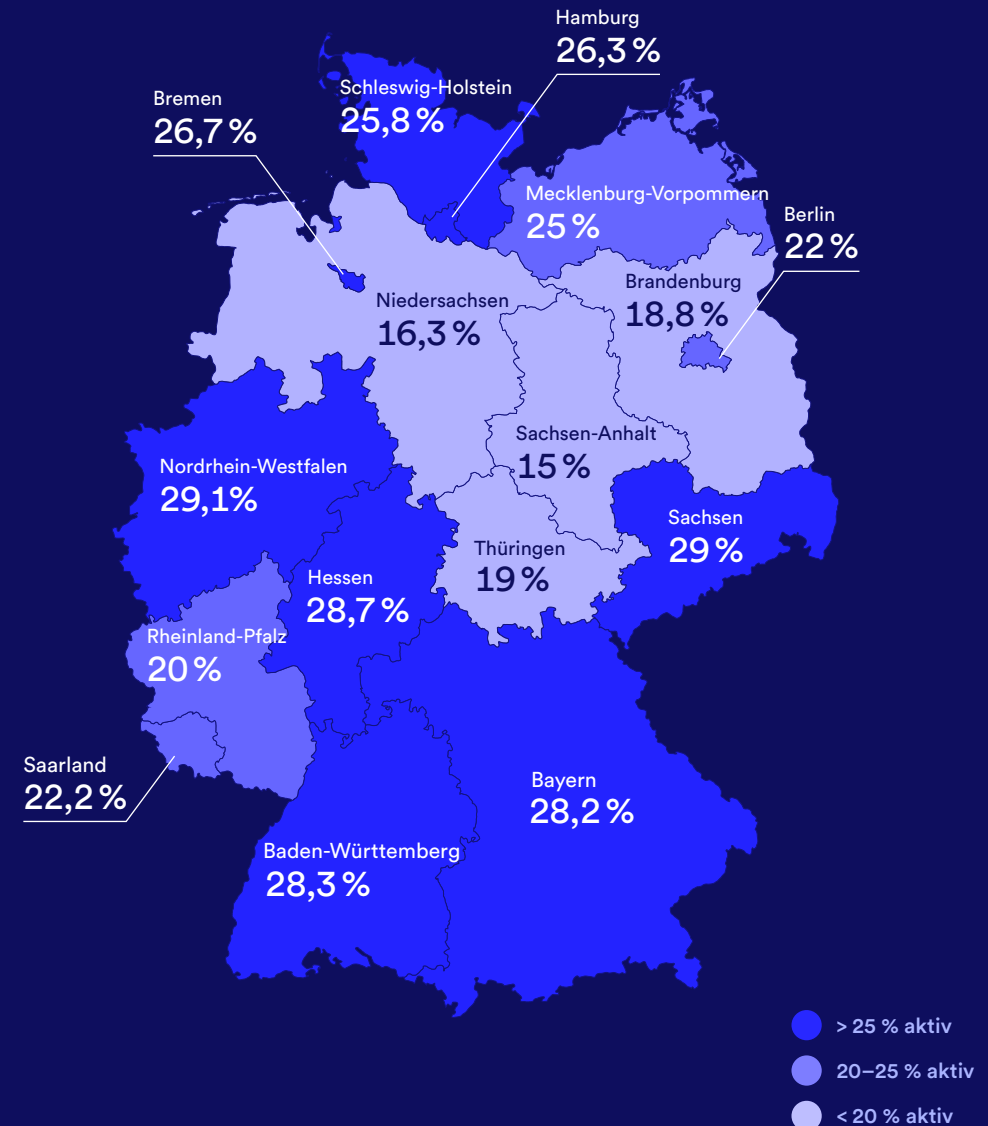 Hamburg
26,3 %
Schleswig-Holstein
25,8 %
Bremen
26,7 %
Mecklenburg-Vorpommern
25 %
Berlin
22 %
Brandenburg
18,8 %
Niedersachsen
16,3 %
Sachsen-Anhalt
15 %
Nordrhein-Westfalen
29,1%
Sachsen
29 %
Thüringen
19 %
Hessen
28,7 %
Rheinland-Pfalz
20 %
Saarland
22,2 %
Bayern
28,2 %
Baden-Württemberg
28,3 %
> 25 % aktiv
20–25 % aktiv
< 20 % aktiv